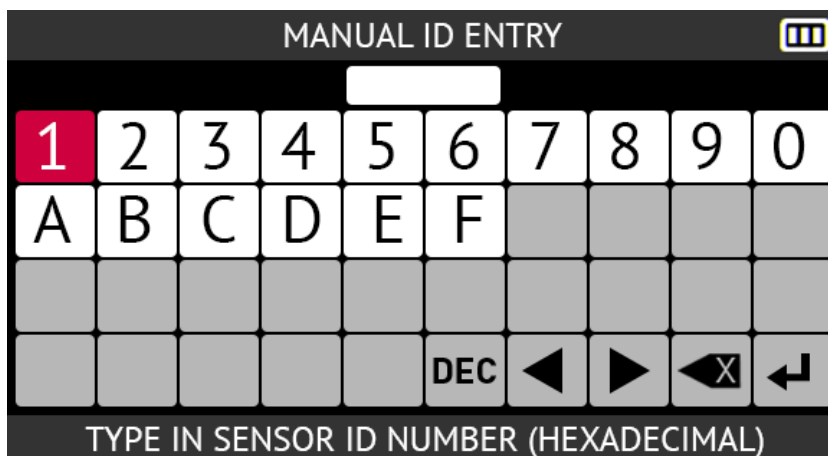 MANUAL ID ENTRY
1 2 3 4 5 6 7 8 9 0
A B C D E F
DEC X
TYPE IN SENSOR ID NUMBER (HEXADECIMAL)